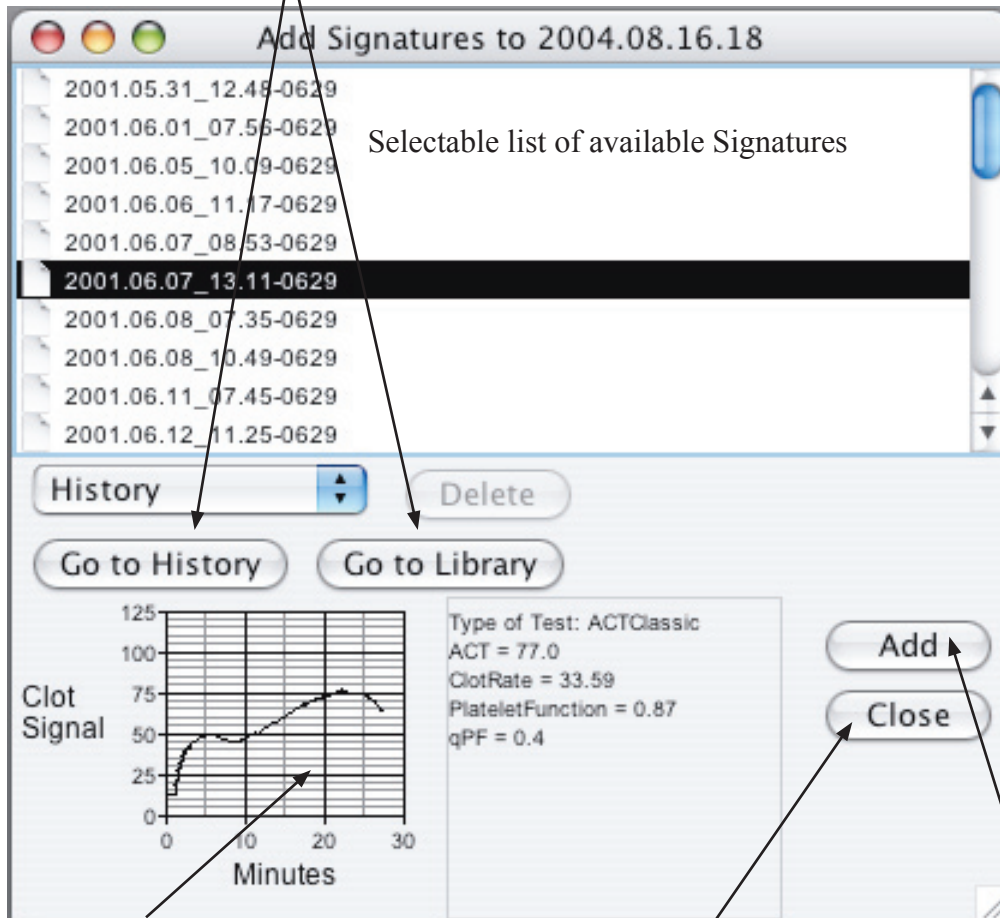 Add Signatures to 2004.08.16.18
2001.05.31_12.48-0629
2001.06.01_07.56-0629
Selectable list of available Signatures
2001.06.05_10.09-0629
2001.06.06_11.17-0629
2001.06.07_08.53-0629
2001.06.07_13.11-0629
2001.06.08_07.35-0629
2001.06.08_10.49-0629
2001.06.11_07.45-0629
2001.06.12_11.25-0629
History
Delete
Go to History
Go to Library
125
100
75
50
25
0
Clot
Signal
0 10 20 30
Minutes
Type of Test: ACTClassic
ACT = 77.0
ClotRate = 33.59
PlateletFunction = 0.87
qPF = 0.4
Add
Close